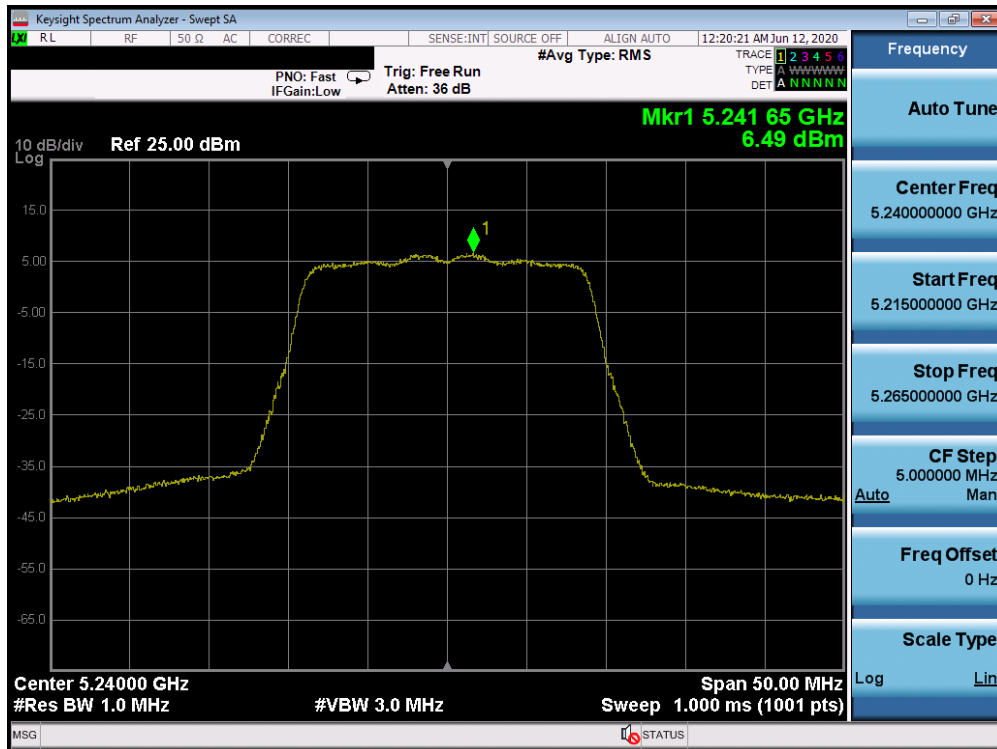 Keysight Spectrum Analyzer - Swept SA
LXI RL RF 50 Ω AC CORREC SENSE:INT SOURCE OFF ALIGN AUTO 12:20:21 AM Jun 12, 2020
#Avg Type: RMS TRACE 1 2 3 4 5 6
PNO: Fast Trig: Free Run TYPE A WWWWWW
IFGain:Low Atten: 36 dB DET A N N N N N
Mkr1 5.241 65 GHz
6.49 dBm
10 dB/div Ref 25.00 dBm
Log
15.0
1
5.00
-5.00
-15.0
-25.0
-35.0
-45.0
-55.0
-65.0
Center 5.24000 GHz Span 50.00 MHz
#Res BW 1.0 MHz #VBW 3.0 MHz Sweep 1.000 ms (1001 pts)
MSG STATUS
Frequency
Auto Tune
Center Freq
5.240000000 GHz
Start Freq
5.215000000 GHz
Stop Freq
5.265000000 GHz
CF Step
5.000000 MHz
Auto Man
Freq Offset
0 Hz
Scale Type
Log Lin